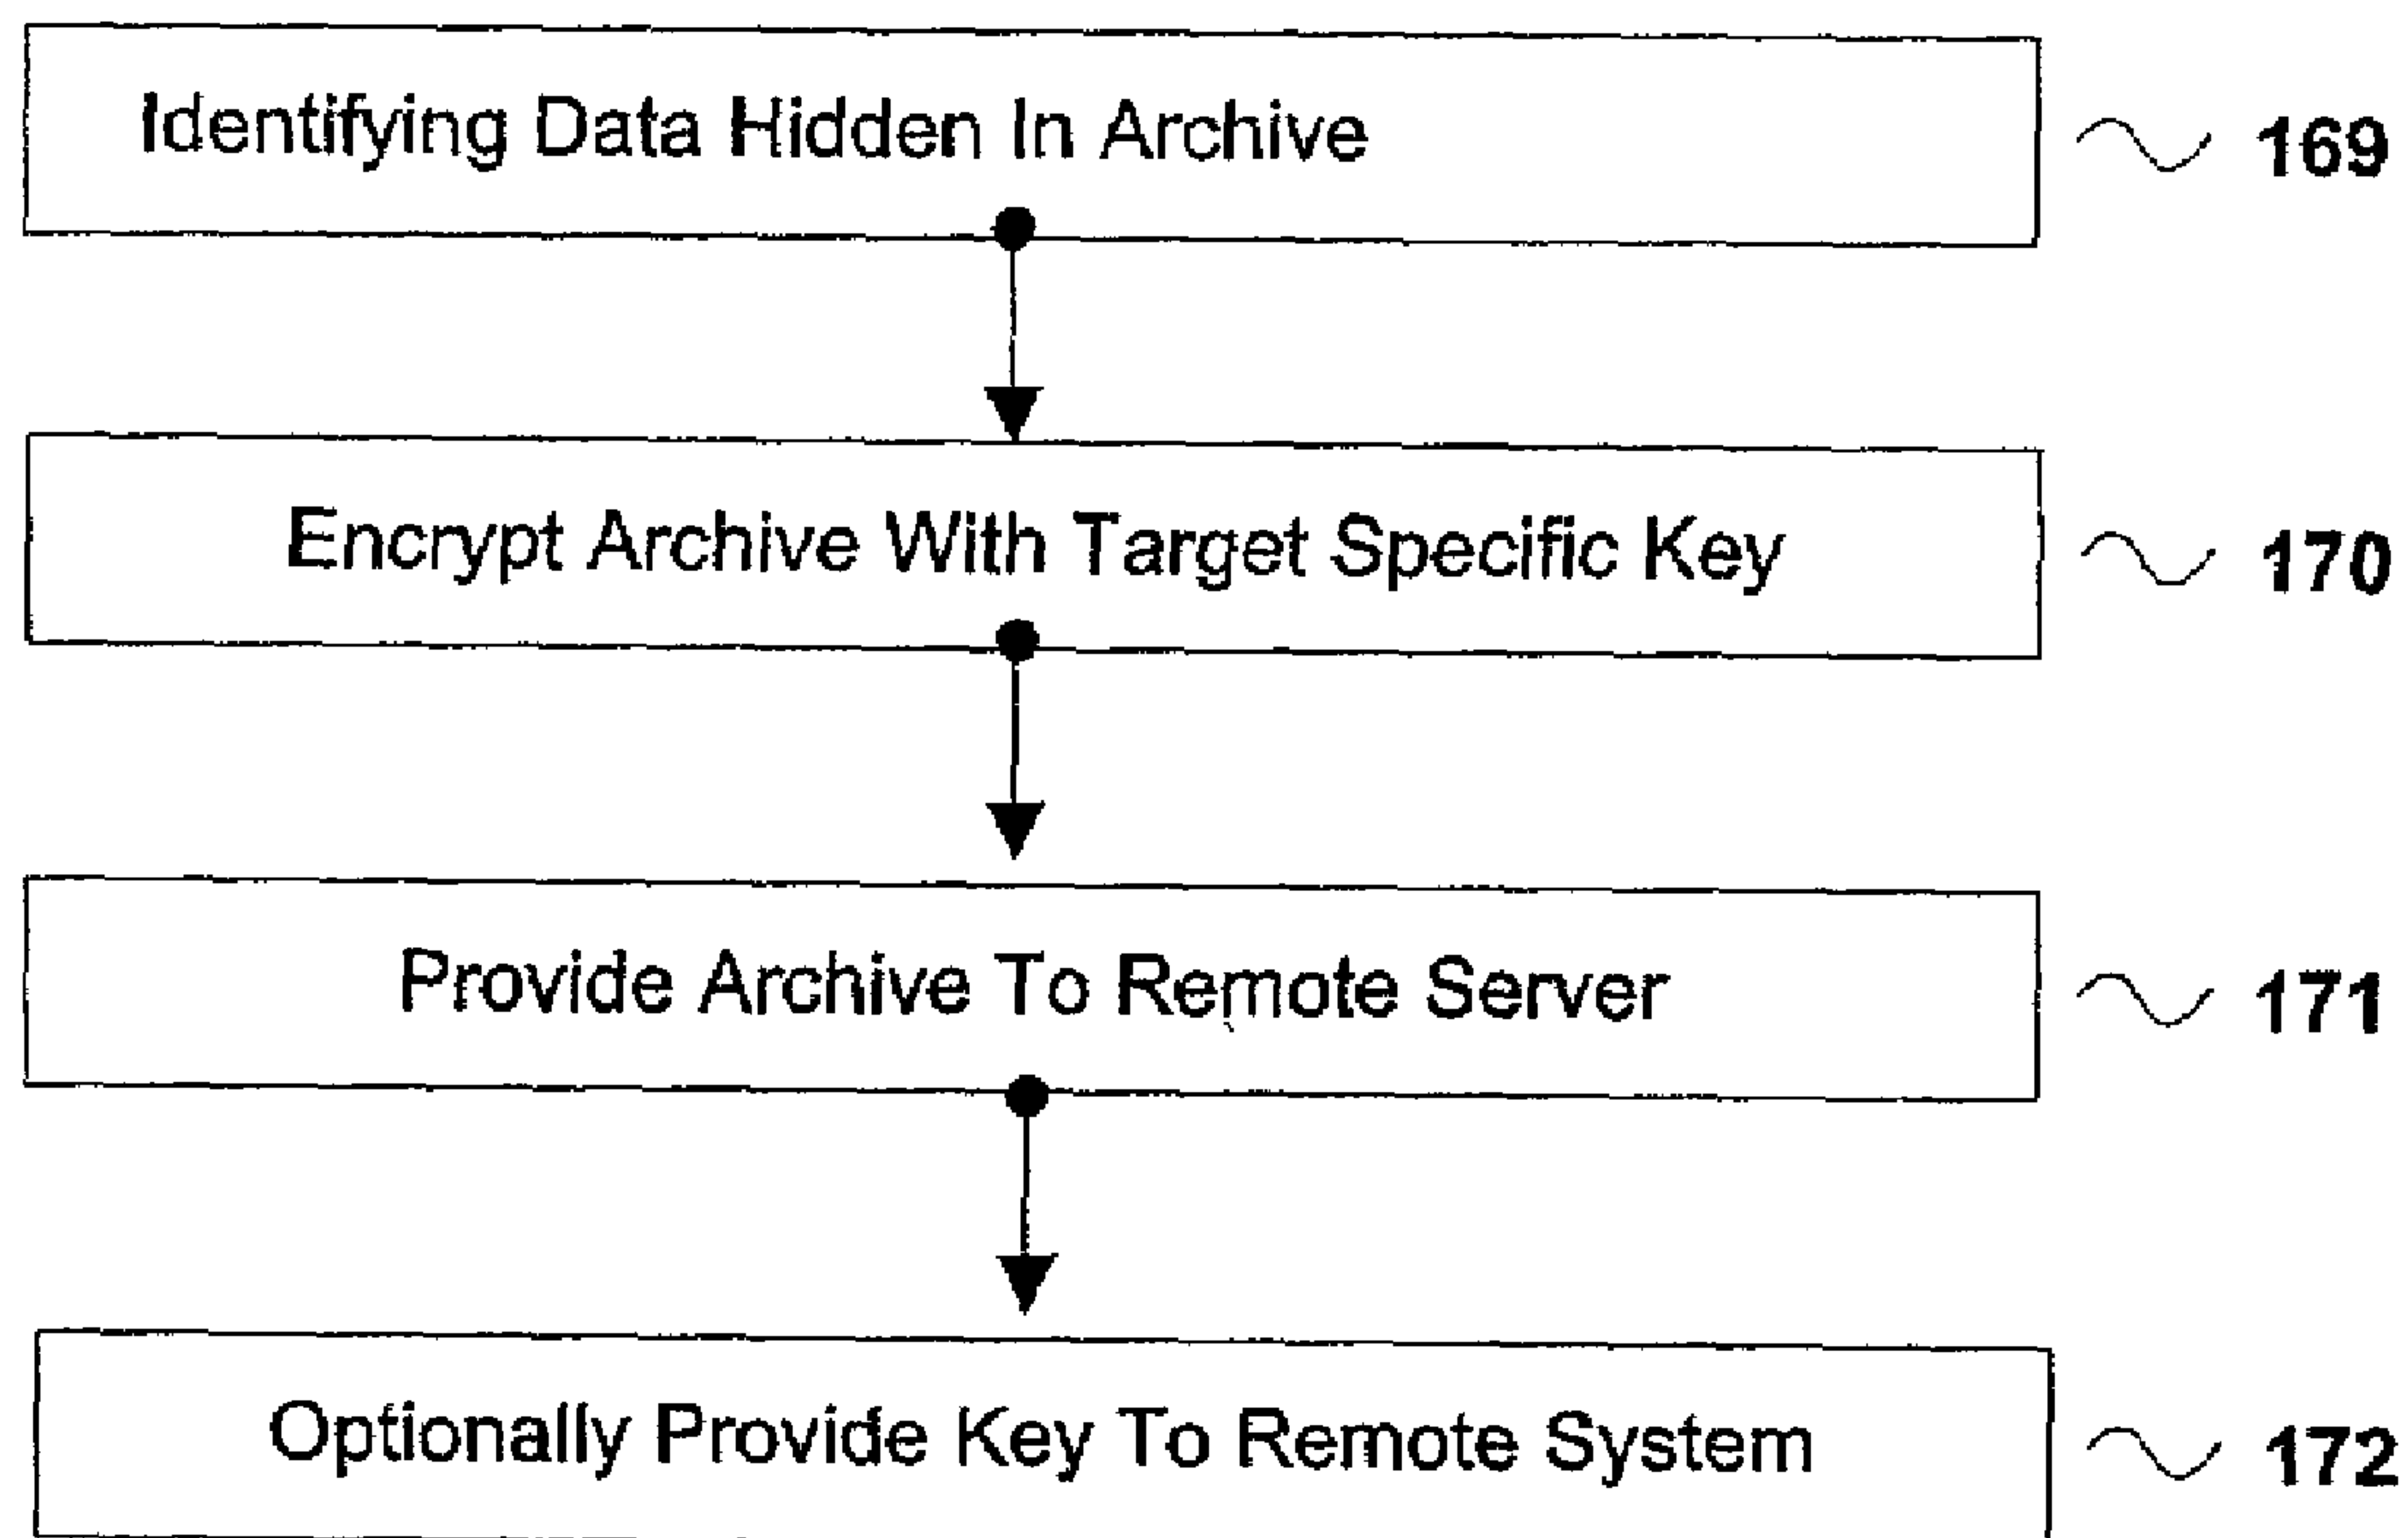 Identifying Data Hidden In Archive 169
Encrypt Archive With Target Specific Key 170
Provide Archive To Remote Server 171
Optionally Provide Key To Remote System 172